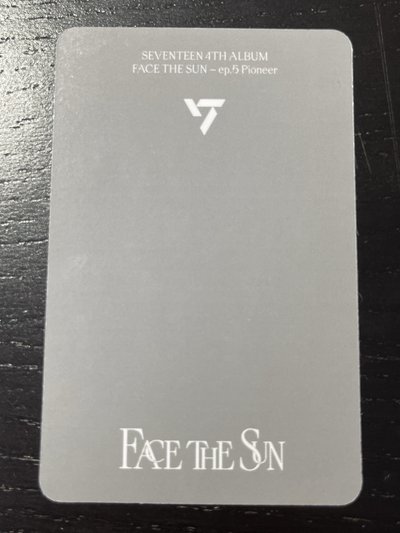 SEVENTEEN 4TH ALBUM
FACE THE SUN – ep.5 Pioneer
FACE THE SUN